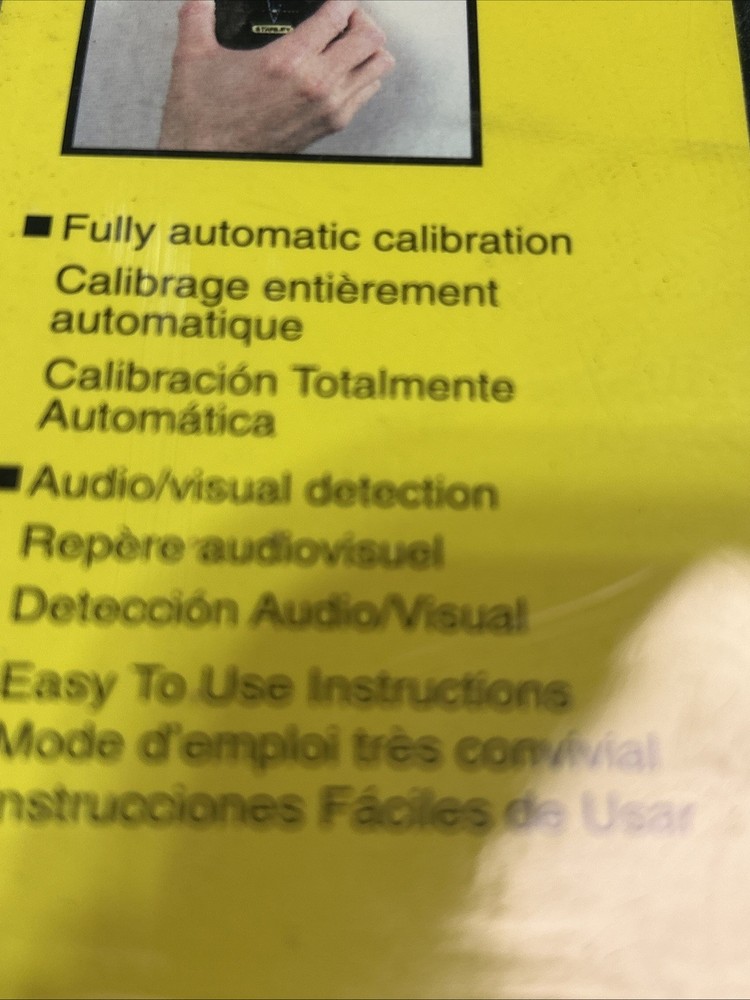 STANLEY
■ Fully automatic calibration
Calibrage entièrement
automatique
Calibración Totalmente
Automática
■ Audio/visual detection
Repère audiovisuel
Detección Audio/Visual
Easy To Use Instructions
Mode d'emploi très convivial
nstrucciones Fáciles de Usar